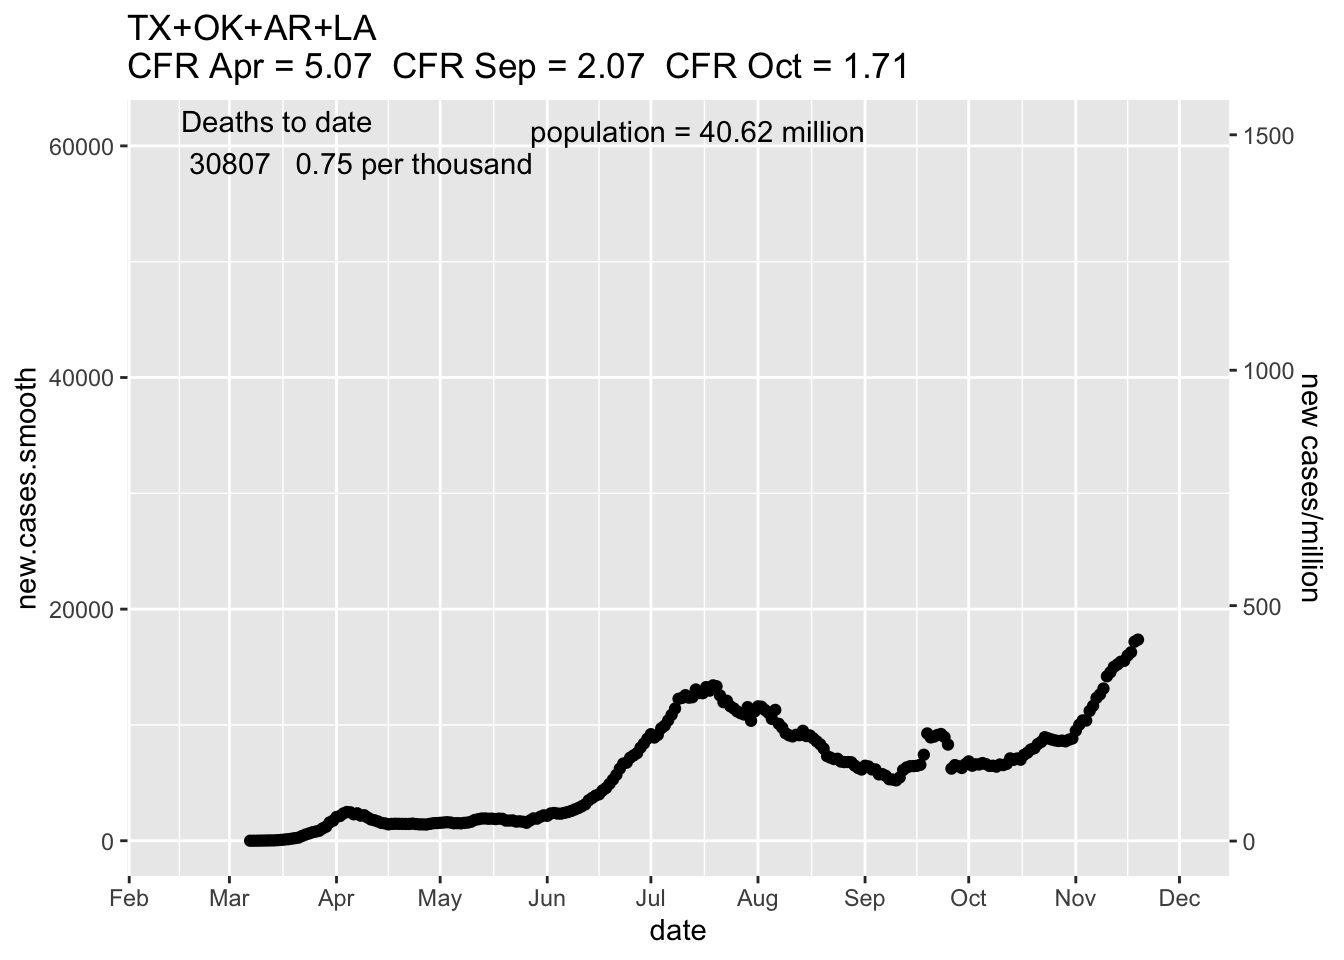 TX+OK+AR+LA
CFR Apr = 5.07  CFR Sep = 2.07  CFR Oct = 1.71
Deaths to date
population = 40.62 million
30807   0.75 per thousand
new.cases.smooth
60000
40000
20000
0
1500
1000
500
0
new cases/million
Feb Mar Apr May Jun Jul Aug Sep Oct Nov Dec
date